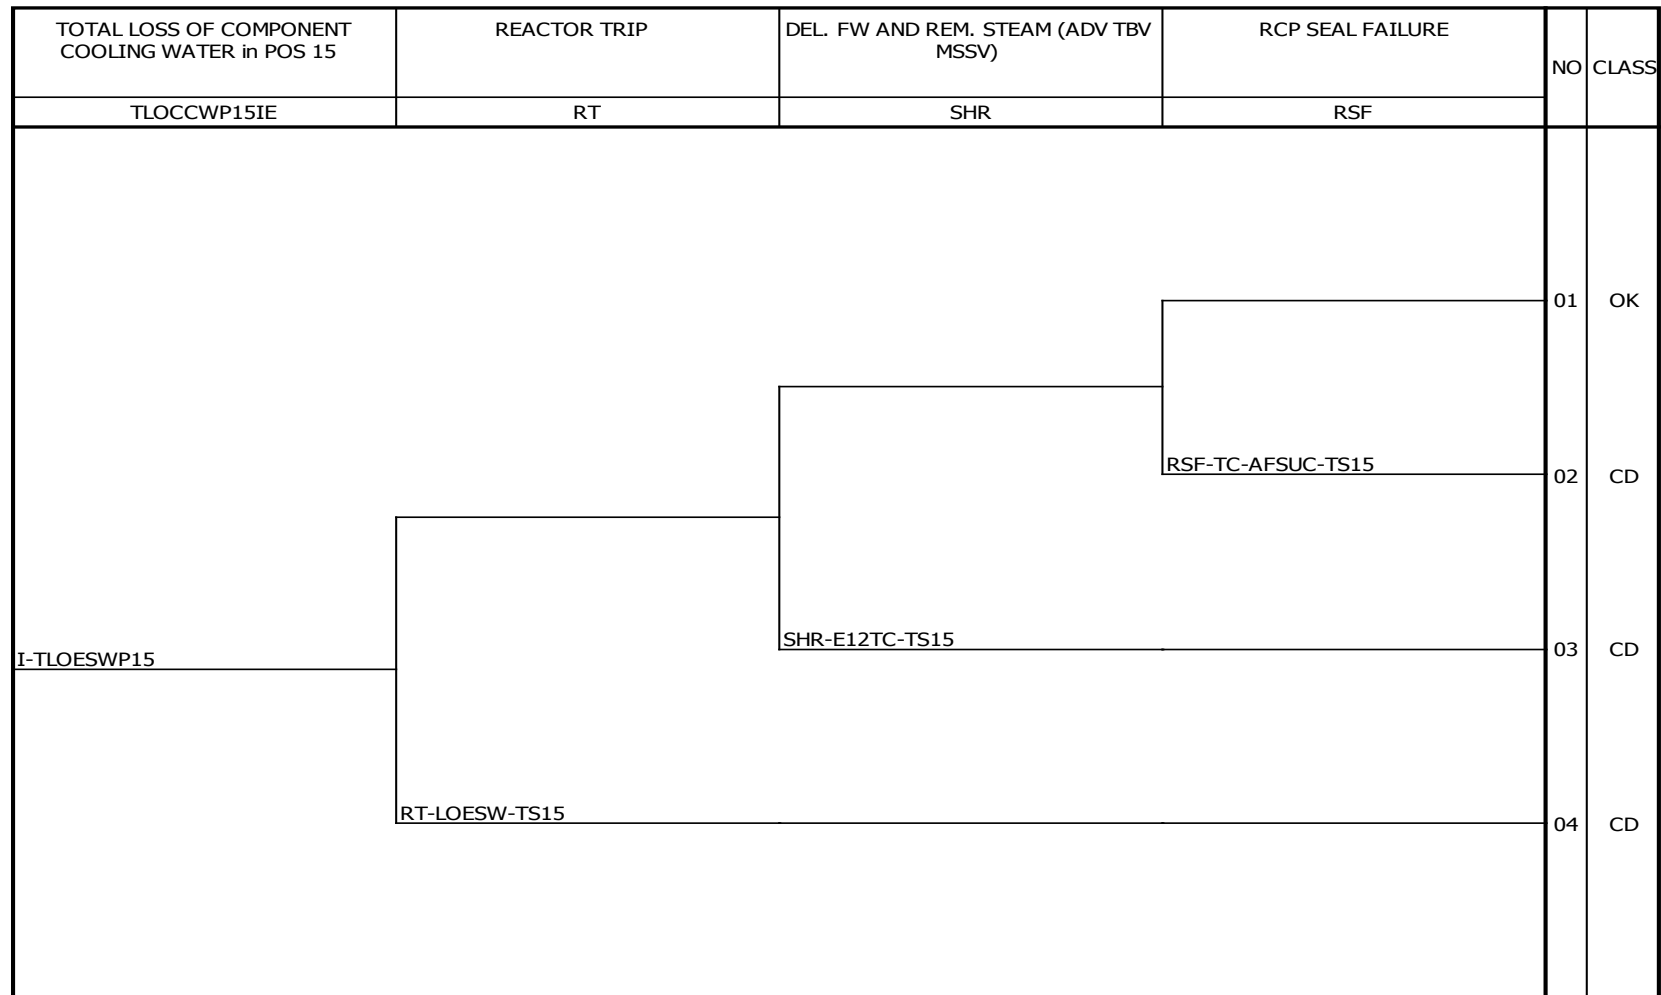 TOTAL LOSS OF COMPONENT
COOLING WATER in POS 15
REACTOR TRIP
DEL. FW AND REM. STEAM (ADV TBV
MSSV)
RCP SEAL FAILURE
NO
CLASS
TLOCCWP15IE
RT
SHR
RSF
01
OK
RSF-TC-AFSUC-TS15
02
CD
SHR-E12TC-TS15
03
CD
I-TLOESWP15
RT-LOESW-TS15
04
CD